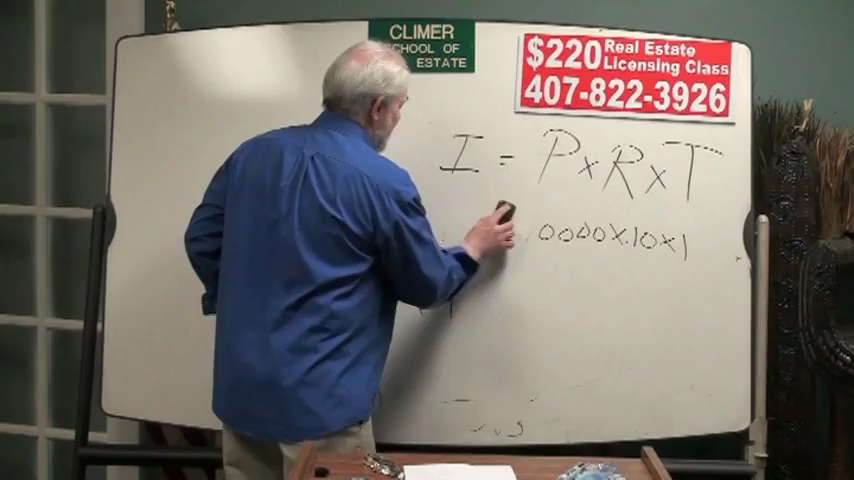 CLIMER
SCHOOL OF
ESTATE
$220 Real Estate
Licensing Class
407-822-3926
I = P x R x T
0000 x .10 x 1